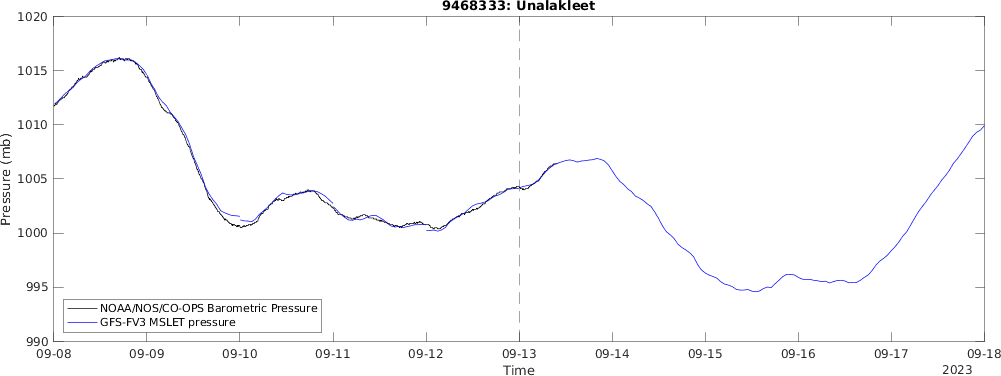 9468333: Unalakleet
1020
1015
1010
1005
1000
995
990
Pressure (mb)
NOAA/NOS/CO-OPS Barometric Pressure
GFS-FV3 MSLET pressure
09-08 09-09 09-10 09-11 09-12 09-13 09-14 09-15 09-16 09-17 09-18
Time
2023